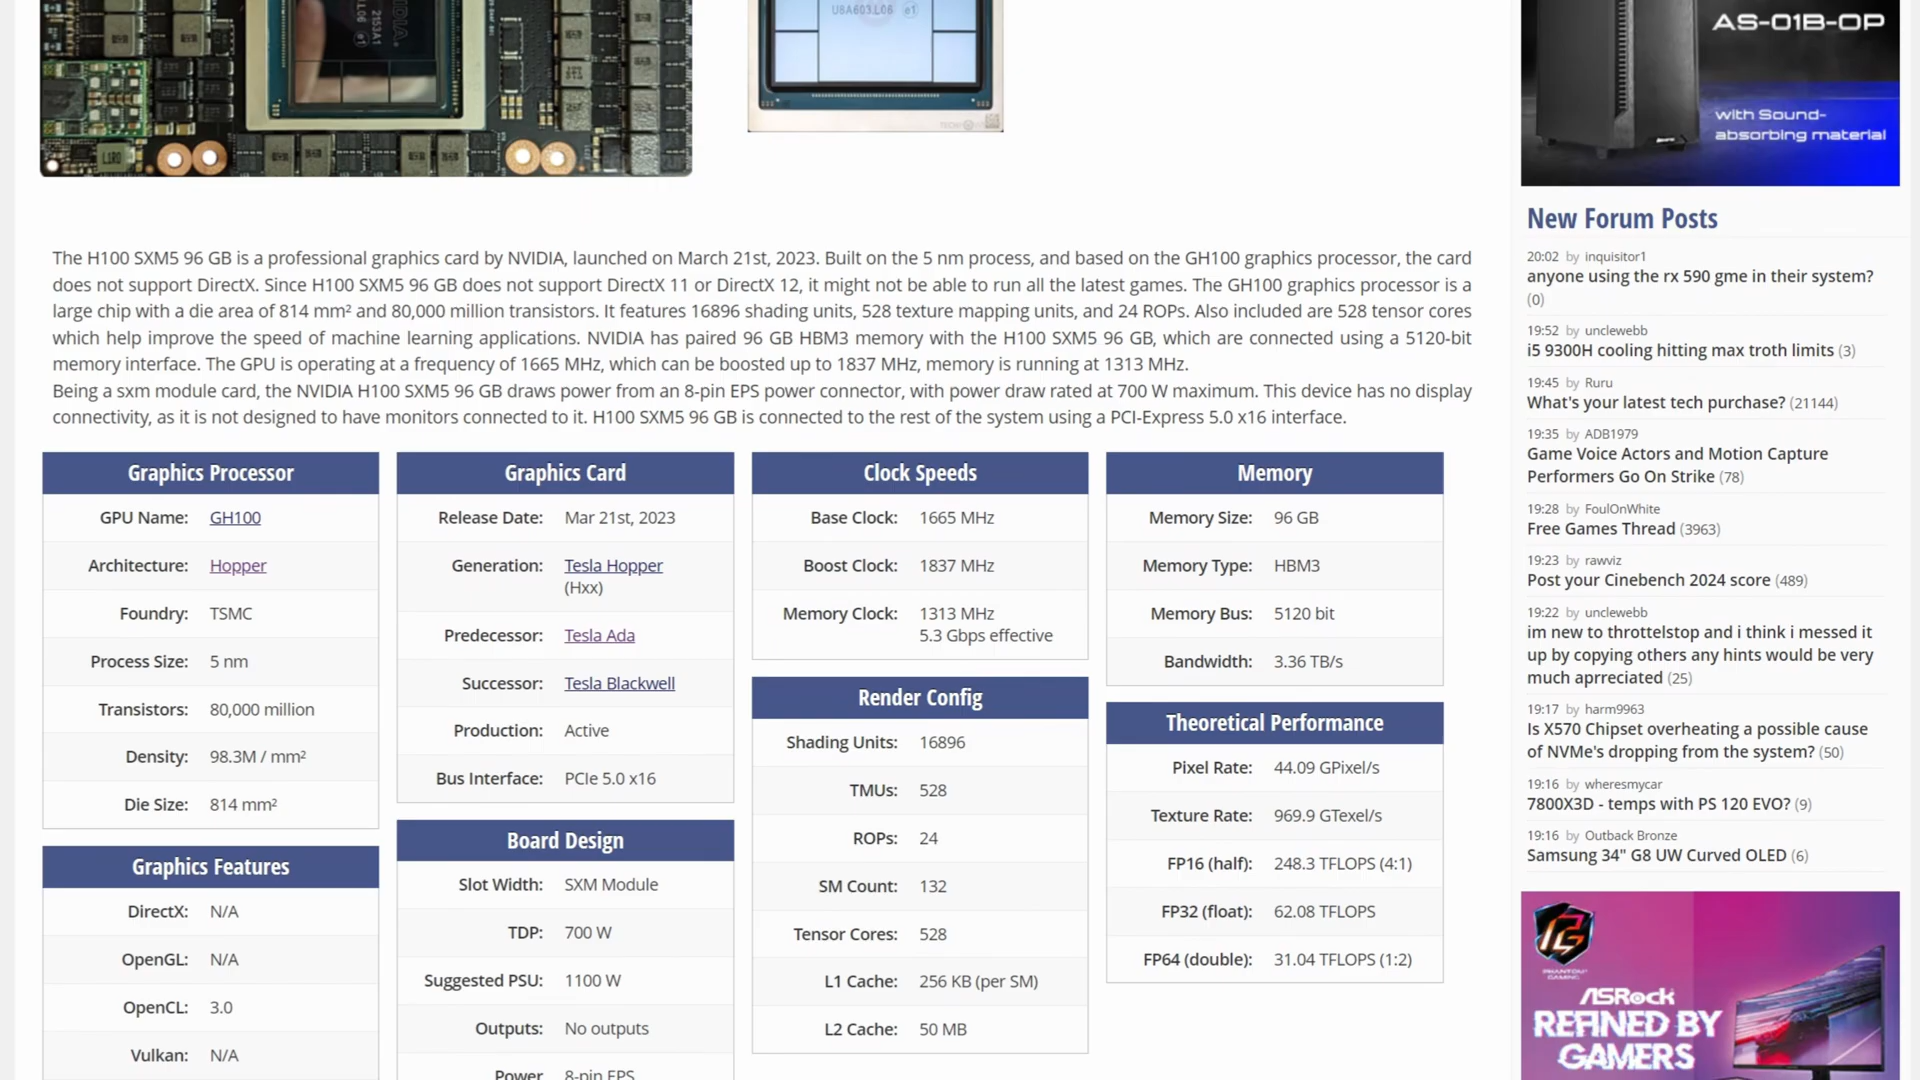 NVIDIA
2153A1
U8A603.L06 e1
L1R0
AS-01B-OP
with Sound-
absorbing material
The H100 SXM5 96 GB is a professional graphics card by NVIDIA, launched on March 21st, 2023. Built on the 5 nm process, and based on the GH100 graphics processor, the card
does not support DirectX. Since H100 SXM5 96 GB does not support DirectX 11 or DirectX 12, it might not be able to run all the latest games. The GH100 graphics processor is a
large chip with a die area of 814 mm² and 80,000 million transistors. It features 16896 shading units, 528 texture mapping units, and 24 ROPs. Also included are 528 tensor cores
which help improve the speed of machine learning applications. NVIDIA has paired 96 GB HBM3 memory with the H100 SXM5 96 GB, which are connected using a 5120-bit
memory interface. The GPU is operating at a frequency of 1665 MHz, which can be boosted up to 1837 MHz, memory is running at 1313 MHz.
Being a sxm module card, the NVIDIA H100 SXM5 96 GB draws power from an 8-pin EPS power connector, with power draw rated at 700 W maximum. This device has no display
connectivity, as it is not designed to have monitors connected to it. H100 SXM5 96 GB is connected to the rest of the system using a PCI-Express 5.0 x16 interface.
Graphics Processor
GPU Name: GH100
Architecture: Hopper
Foundry: TSMC
Process Size: 5 nm
Transistors: 80,000 million
Density: 98.3M / mm²
Die Size: 814 mm²
Graphics Features
DirectX: N/A
OpenGL: N/A
OpenCL: 3.0
Vulkan: N/A
Graphics Card
Release Date: Mar 21st, 2023
Generation: Tesla Hopper
(Hxx)
Predecessor: Tesla Ada
Successor: Tesla Blackwell
Production: Active
Bus Interface: PCIe 5.0 x16
Board Design
Slot Width: SXM Module
TDP: 700 W
Suggested PSU: 1100 W
Outputs: No outputs
Power 8-pin EPS
Clock Speeds
Base Clock: 1665 MHz
Boost Clock: 1837 MHz
Memory Clock: 1313 MHz
5.3 Gbps effective
Render Config
Shading Units: 16896
TMUs: 528
ROPs: 24
SM Count: 132
Tensor Cores: 528
L1 Cache: 256 KB (per SM)
L2 Cache: 50 MB
Memory
Memory Size: 96 GB
Memory Type: HBM3
Memory Bus: 5120 bit
Bandwidth: 3.36 TB/s
Theoretical Performance
Pixel Rate: 44.09 GPixel/s
Texture Rate: 969.9 GTexel/s
FP16 (half): 248.3 TFLOPS (4:1)
FP32 (float): 62.08 TFLOPS
FP64 (double): 31.04 TFLOPS (1:2)
New Forum Posts
20:02 by inquisitor1
anyone using the rx 590 gme in their system?
(0)
19:52 by unclewebb
i5 9300H cooling hitting max troth limits (3)
19:45 by Ruru
What's your latest tech purchase? (21144)
19:35 by ADB1979
Game Voice Actors and Motion Capture
Performers Go On Strike (78)
19:28 by FoulOnWhite
Free Games Thread (3963)
19:23 by rawviz
Post your Cinebench 2024 score (489)
19:22 by unclewebb
im new to throttelstop and i think i messed it
up by copying others any hints would be very
much apreciated (25)
19:17 by harm9963
Is X570 Chipset overheating a possible cause
of NVMe's dropping from the system? (50)
19:16 by wheresmycar
7800X3D - temps with PS 120 EVO? (9)
19:16 by Outback Bronze
Samsung 34" G8 UW Curved OLED (6)
PHANTOM
GAMING
ASRock
REFINED BY
GAMERS